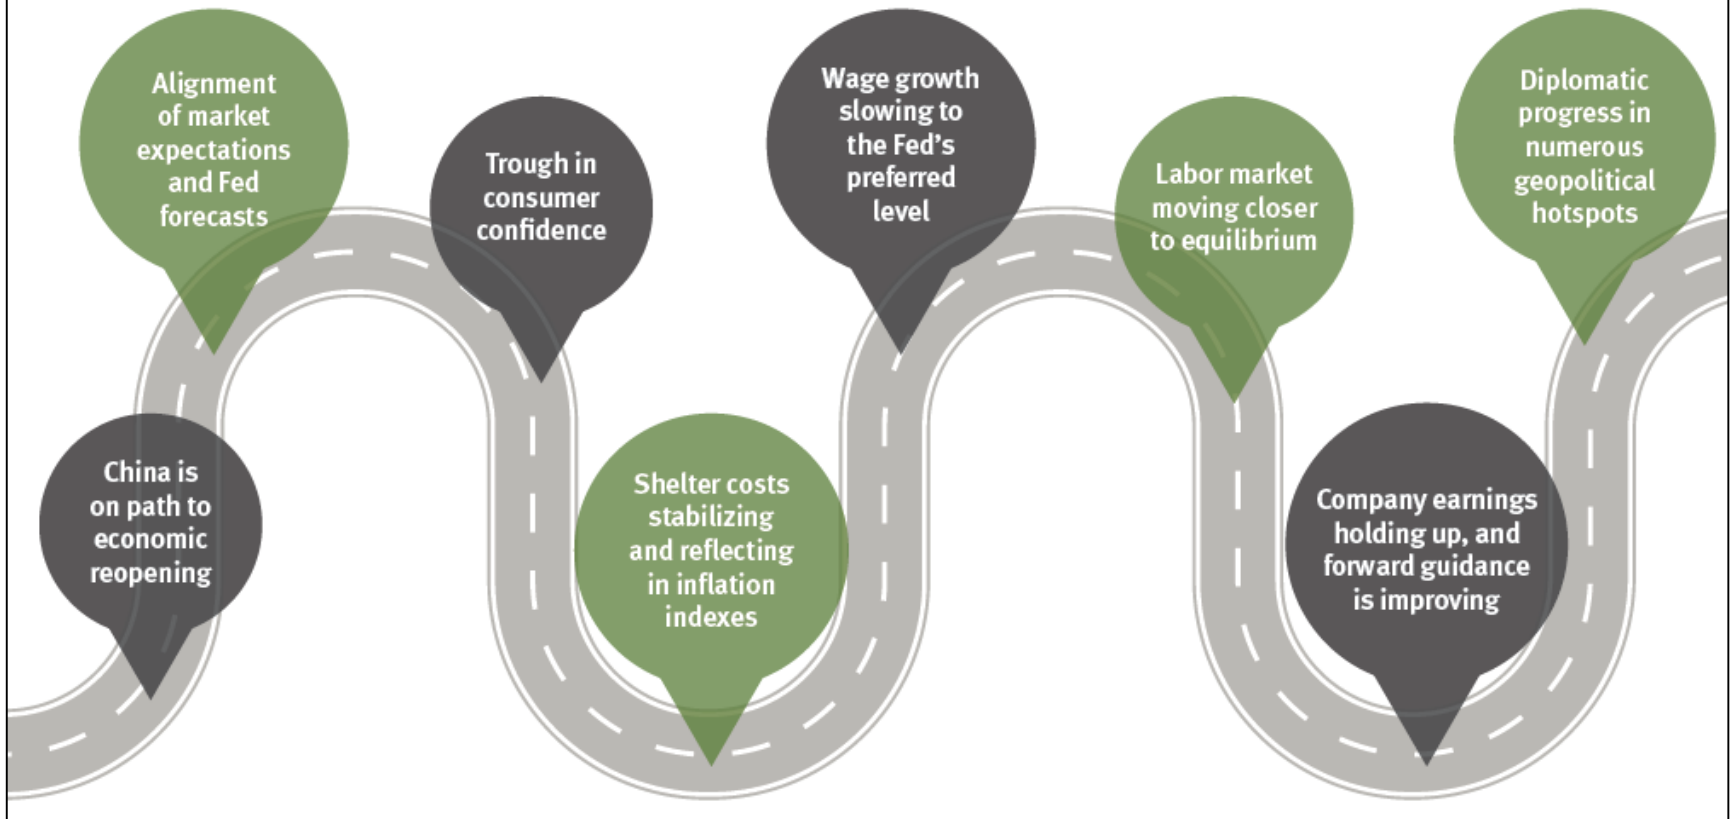 China is
on path to
economic
reopening
Alignment
of market
expectations
and Fed
forecasts
Trough in
consumer
confidence
Shelter costs
stabilizing
and reflecting
in inflation
indexes
Wage growth
slowing to
the Fed’s
preferred
level
Labor market
moving closer
to equilibrium
Company earnings
holding up, and
forward guidance
is improving
Diplomatic
progress in
numerous
geopolitical
hotspots